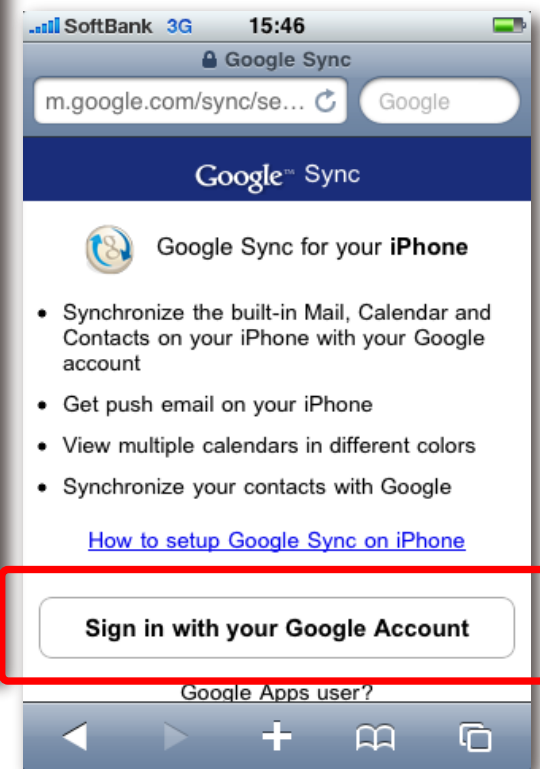 SoftBank 3G 15:46
Google Sync
m.google.com/sync/se... Google
Google™ Sync
Google Sync for your iPhone
• Synchronize the built-in Mail, Calendar and
Contacts on your iPhone with your Google
account
• Get push email on your iPhone
• View multiple calendars in different colors
• Synchronize your contacts with Google
How to setup Google Sync on iPhone
Sign in with your Google Account
Google Apps user?